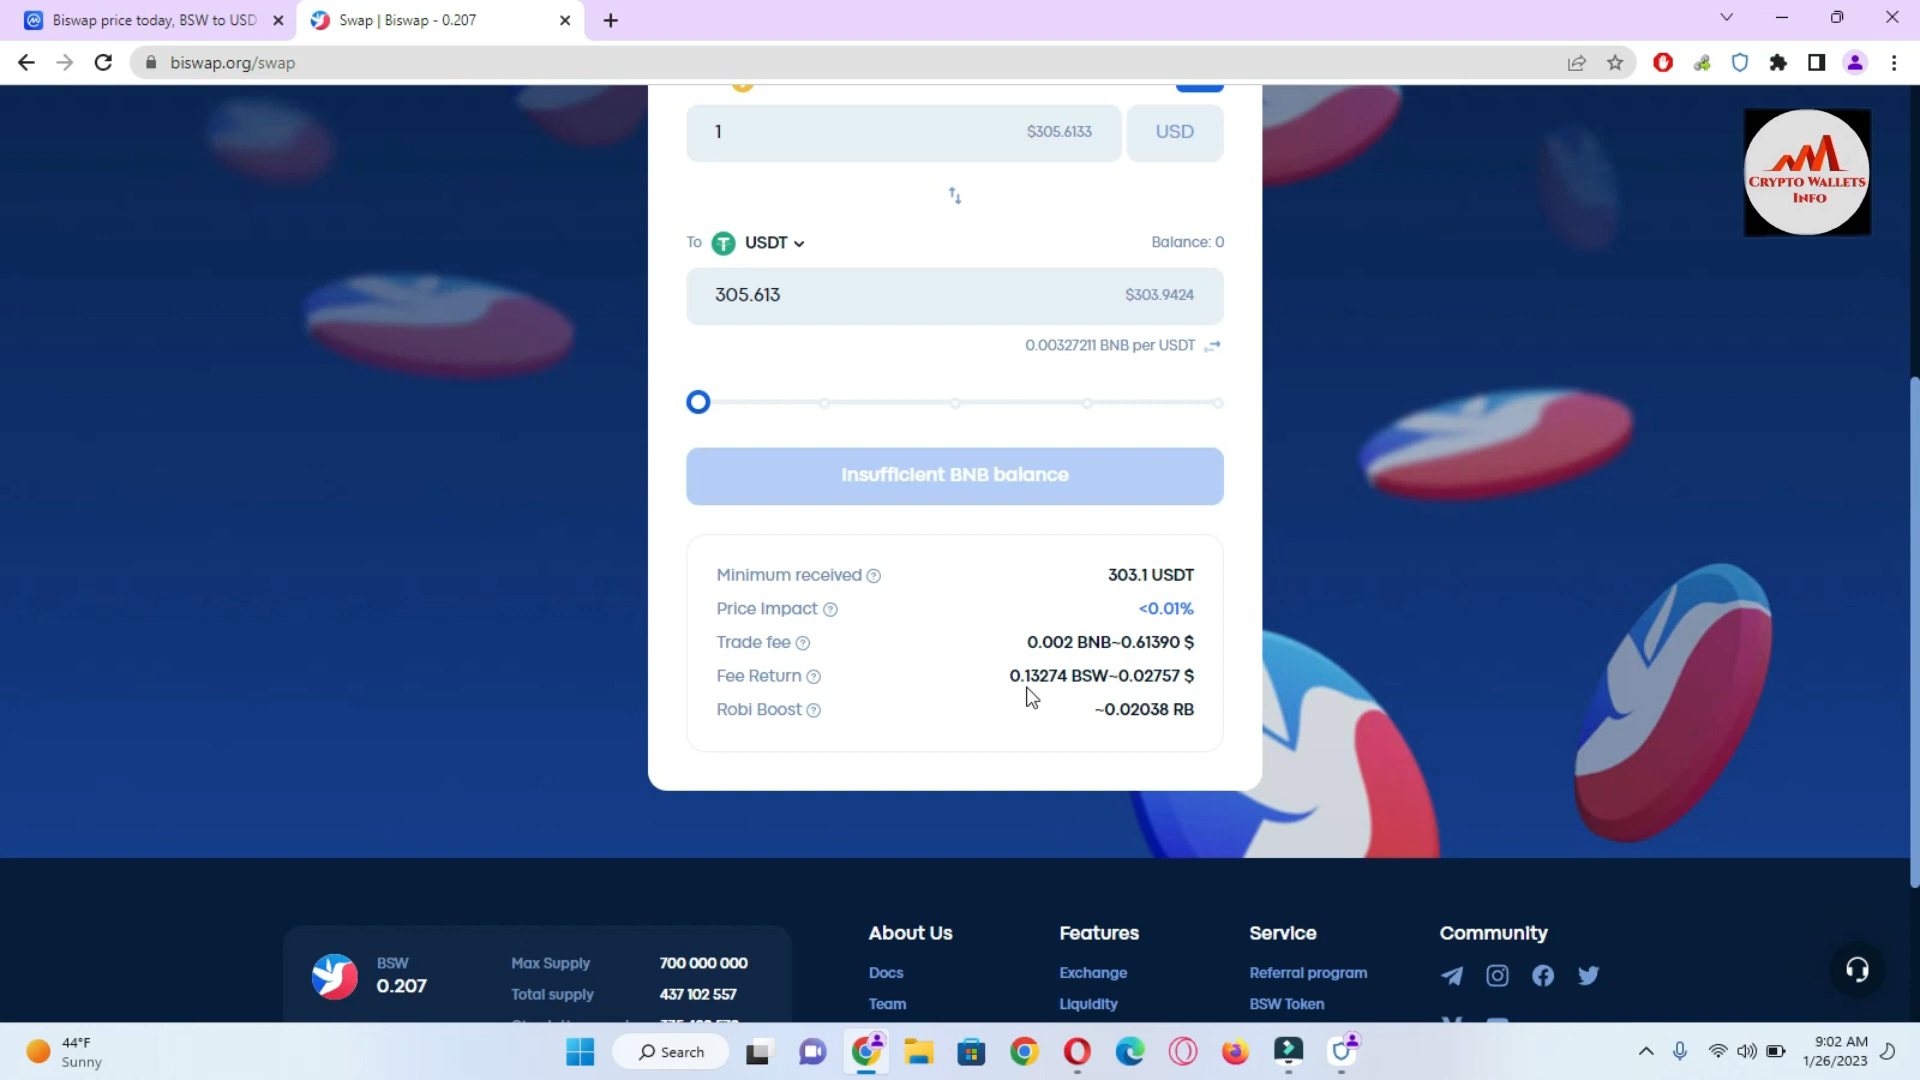 Biswap price today, BSW to USD
Swap | Biswap - 0.207
biswap.org/swap
1
$305.6133
USD
CRYPTO WALLETS
INFO
To
USDT
Balance: 0
305.613
$303.9424
0.00327211 BNB per USDT
Insufficient BNB balance
Minimum received
303.1 USDT
Price Impact
<0.01%
Trade fee
0.002 BNB~0.61390 $
Fee Return
0.13274 BSW~0.02757 $
Robi Boost
~0.02038 RB
BSW
0.207
Max Supply
700 000 000
Total supply
437 102 557
About Us
Docs
Team
Features
Exchange
Liquidity
Service
Referral program
BSW Token
Community
44°F
Sunny
Search
9:02 AM
1/26/2023